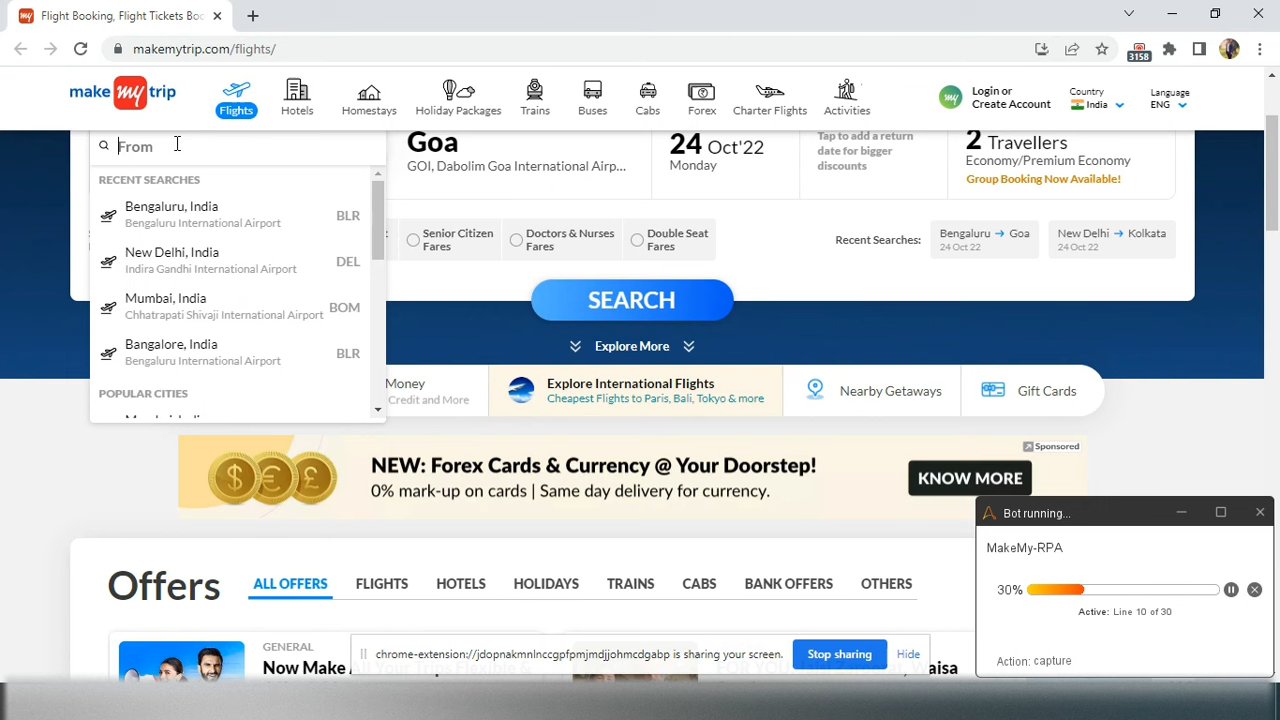 Flight Booking, Flight Tickets Boo
makemytrip.com/flights/
3158
make my trip
Flights
Hotels
Homestays
Holiday Packages
Trains
Buses
Cabs
Forex
Charter Flights
Activities
my
Login or
Create Account
Country
India
Language
ENG
From
RECENT SEARCHES
Bengaluru, India
Bengaluru International Airport
BLR
New Delhi, India
Indira Gandhi International Airport
DEL
Mumbai, India
Chhatrapati Shivaji International Airport
BOM
Bangalore, India
Bengaluru International Airport
BLR
POPULAR CITIES
Goa
GOI, Dabolim Goa International Airp...
24 Oct'22
Monday
Tap to add a return
date for bigger
discounts
2 Travellers
Economy/Premium Economy
Group Booking Now Available!
Senior Citizen
Fares
Doctors & Nurses
Fares
Double Seat
Fares
Recent Searches:
Bengaluru → Goa
24 Oct 22
New Delhi → Kolkata
24 Oct 22
SEARCH
Explore More
Money
Credit and More
Explore International Flights
Cheapest Flights to Paris, Bali, Tokyo & more
Nearby Getaways
Gift Cards
Sponsored
NEW: Forex Cards & Currency @ Your Doorstep!
0% mark-up on cards | Same day delivery for currency.
KNOW MORE
Offers
ALL OFFERS
FLIGHTS
HOTELS
HOLIDAYS
TRAINS
CABS
BANK OFFERS
OTHERS
GENERAL
Now Make All Your Trips Flexible &
chrome-extension://jdopnakmnlnccgpfpmjmdjjohmcdgabp is sharing your screen.
Stop sharing
Hide
Bot running...
MakeMy-RPA
30%
Active: Line 10 of 30
Action: capture